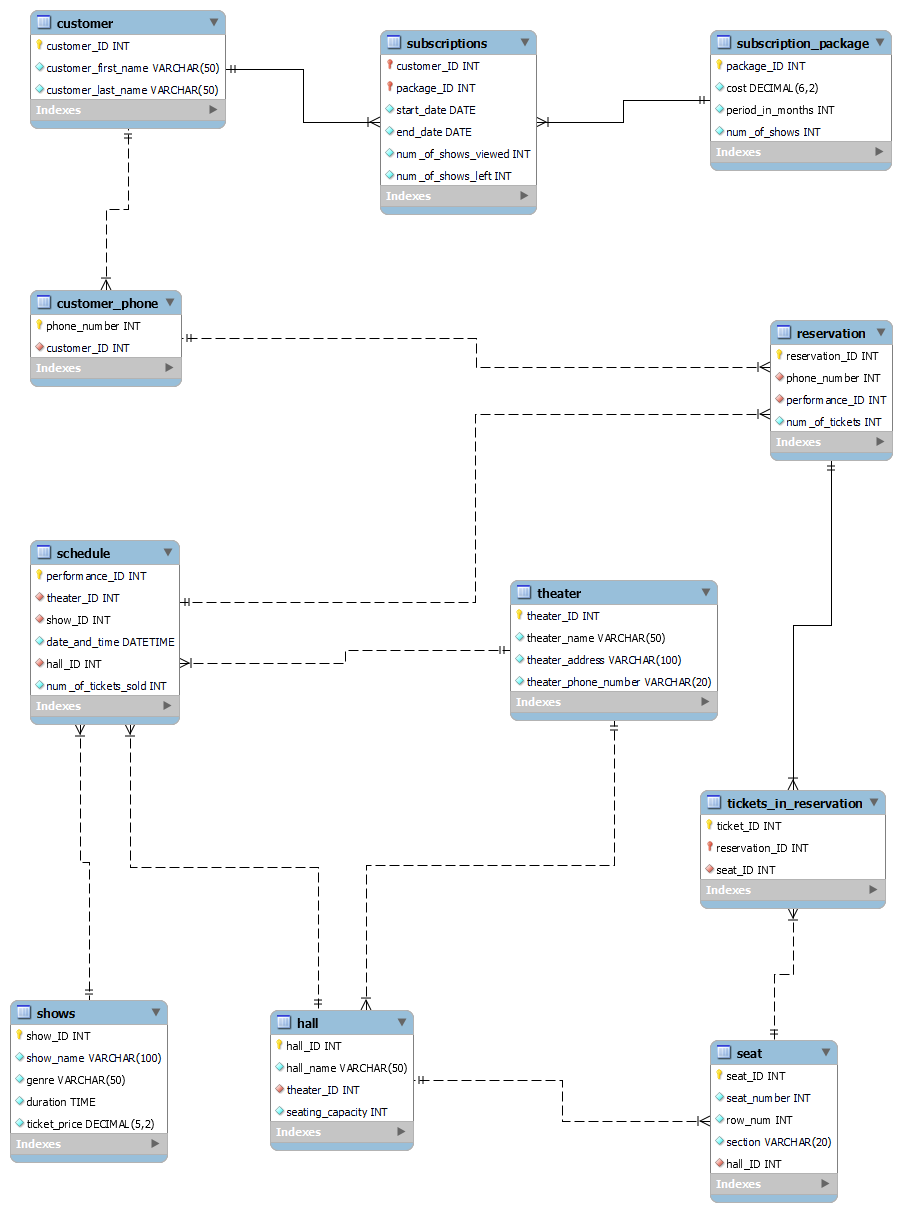 customer
customer_ID INT
customer_first_name VARCHAR(50)
customer_last_name VARCHAR(50)
Indexes
subscriptions
customer_ID INT
package_ID INT
start_date DATE
end_date DATE
num_of_shows_viewed INT
num_of_shows_left INT
Indexes
subscription_package
package_ID INT
cost DECIMAL(6,2)
period_in_months INT
num_of_shows INT
Indexes
customer_phone
phone_number INT
customer_ID INT
Indexes
reservation
reservation_ID INT
phone_number INT
performance_ID INT
num_of_tickets INT
Indexes
schedule
performance_ID INT
theater_ID INT
show_ID INT
date_and_time DATETIME
hall_ID INT
num_of_tickets_sold INT
Indexes
theater
theater_ID INT
theater_name VARCHAR(50)
theater_address VARCHAR(100)
theater_phone_number VARCHAR(20)
Indexes
tickets_in_reservation
ticket_ID INT
reservation_ID INT
seat_ID INT
Indexes
shows
show_ID INT
show_name VARCHAR(100)
genre VARCHAR(50)
duration TIME
ticket_price DECIMAL(5,2)
Indexes
hall
hall_ID INT
hall_name VARCHAR(50)
theater_ID INT
seating_capacity INT
Indexes
seat
seat_ID INT
seat_number INT
row_num INT
section VARCHAR(20)
hall_ID INT
Indexes